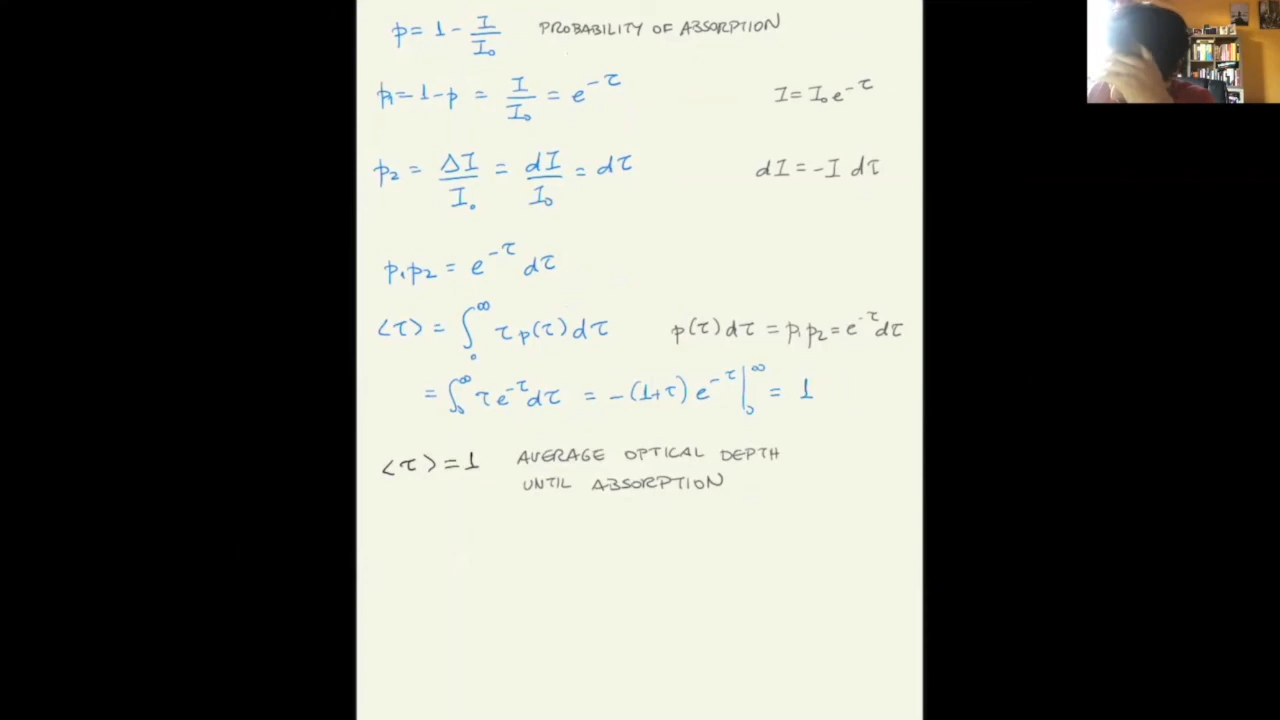 p = 1 - I/I₀ PROBABILITY OF ABSORPTION
p₁ = 1 - p = I/I₀ = e^{-τ} I = I₀ e^{-τ}
p₂ = ΔI/I₀ = dI/I₀ = dτ dI = -I dτ
p₁p₂ = e^{-τ} dτ
⟨τ⟩ = ∫₀^∞ τ p(τ) dτ p(τ) dτ = p₁p₂ = e^{-τ} dτ
= ∫₀^∞ τ e^{-τ} dτ = -(1+τ) e^{-τ} |₀^∞ = 1
⟨τ⟩ = 1 AVERAGE OPTICAL DEPTH
UNTIL ABSORPTION